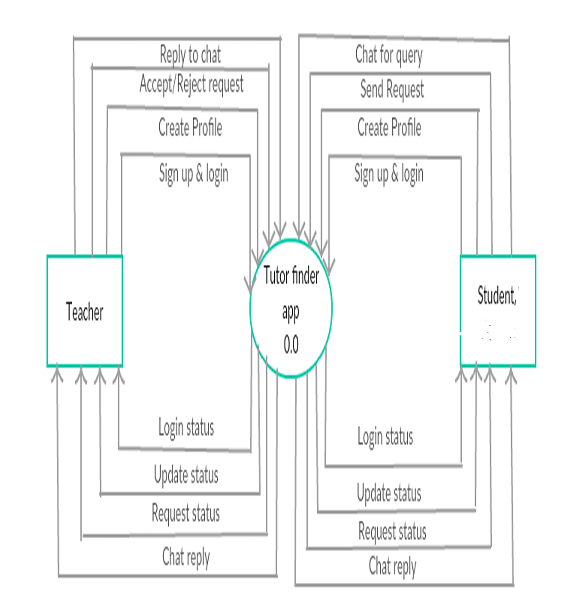 Reply to chat
Accept/Reject request
Create Profile
Sign up & login
Chat for query
Send Request
Create Profile
Sign up & login
Teacher
Tutor finder
app
0.0
Student,
Login status
Update status
Request status
Chat reply
Login status
Update status
Request status
Chat reply